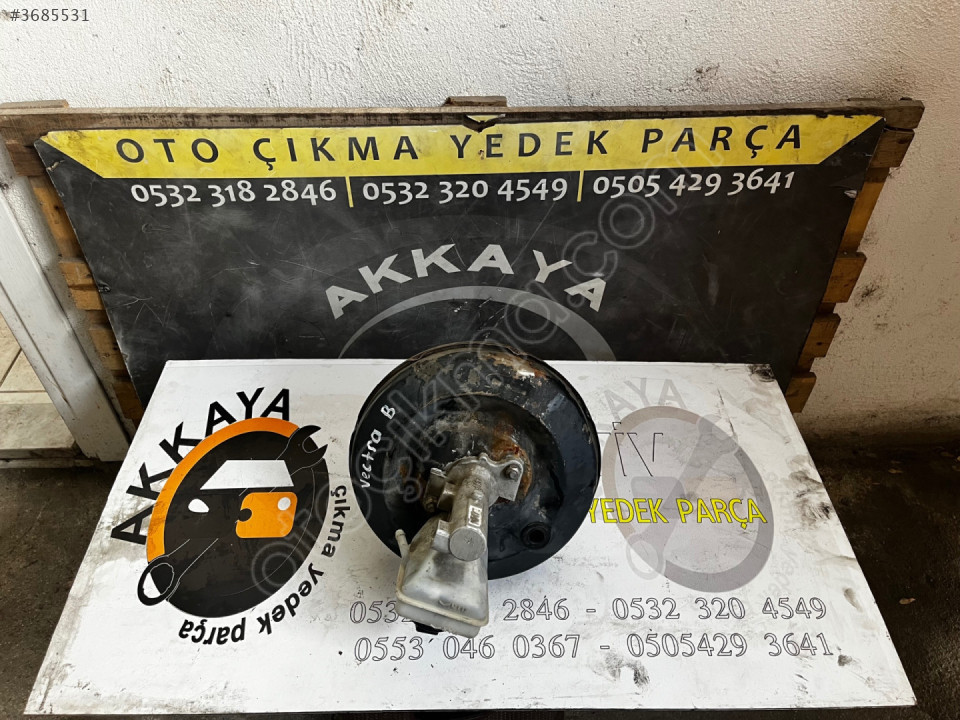 #3685531
OTO ÇIKMA YEDEK PARÇA
0532 318 2846 | 0532 320 4549 | 0505 429 3641
AKKAYA
AKKAYA
çıkma yedek parça
Vectra B
YEDEK PARÇA
0532 2846 - 0532 320 4549
0553 046 0367 - 0505429 3641